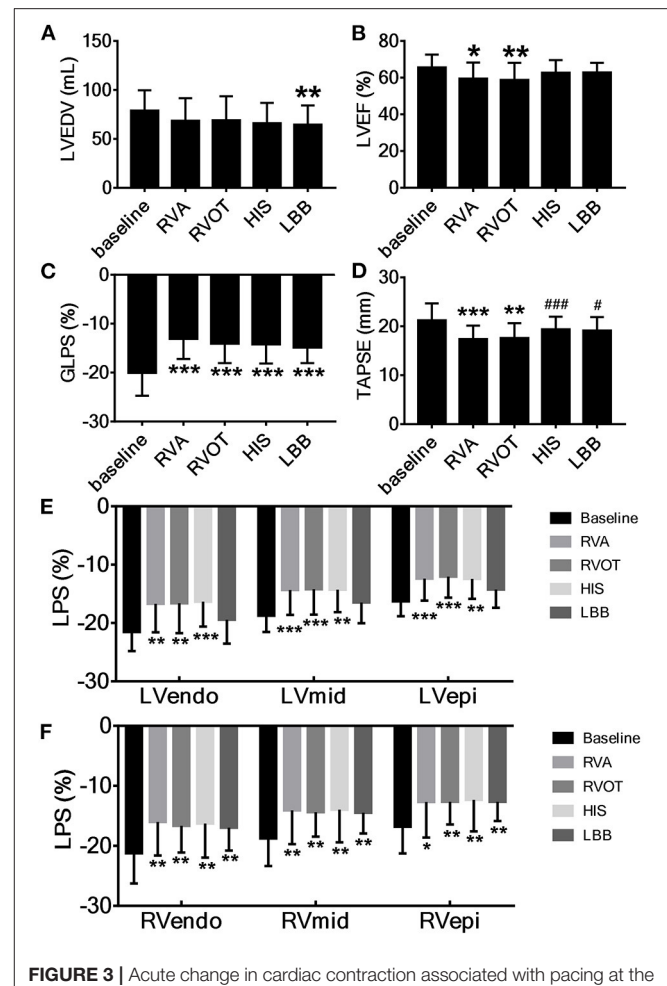 A
LVEDV (mL)
150
100
50
0
**
baseline
RVA
RVOT
HIS
LBB
B
LVEF (%)
80
60
40
20
0
*
**
baseline
RVA
RVOT
HIS
LBB
C
GLPS (%)
0
-10
-20
-30
***
***
***
***
baseline
RVA
RVOT
HIS
LBB
D
TAPSE (mm)
30
20
10
0
***
**
###
#
baseline
RVA
RVOT
HIS
LBB
E
LPS (%)
0
-10
-20
-30
** ** ***
*** *** **
*** *** **
LVendo LVmid LVepi
Baseline
RVA
RVOT
HIS
LBB
F
LPS (%)
0
-10
-20
-30
** ** ** **
** ** ** **
* ** ** **
RVendo RVmid RVepi
Baseline
RVA
RVOT
HIS
LBB
FIGURE 3 | Acute change in cardiac contraction associated with pacing at the